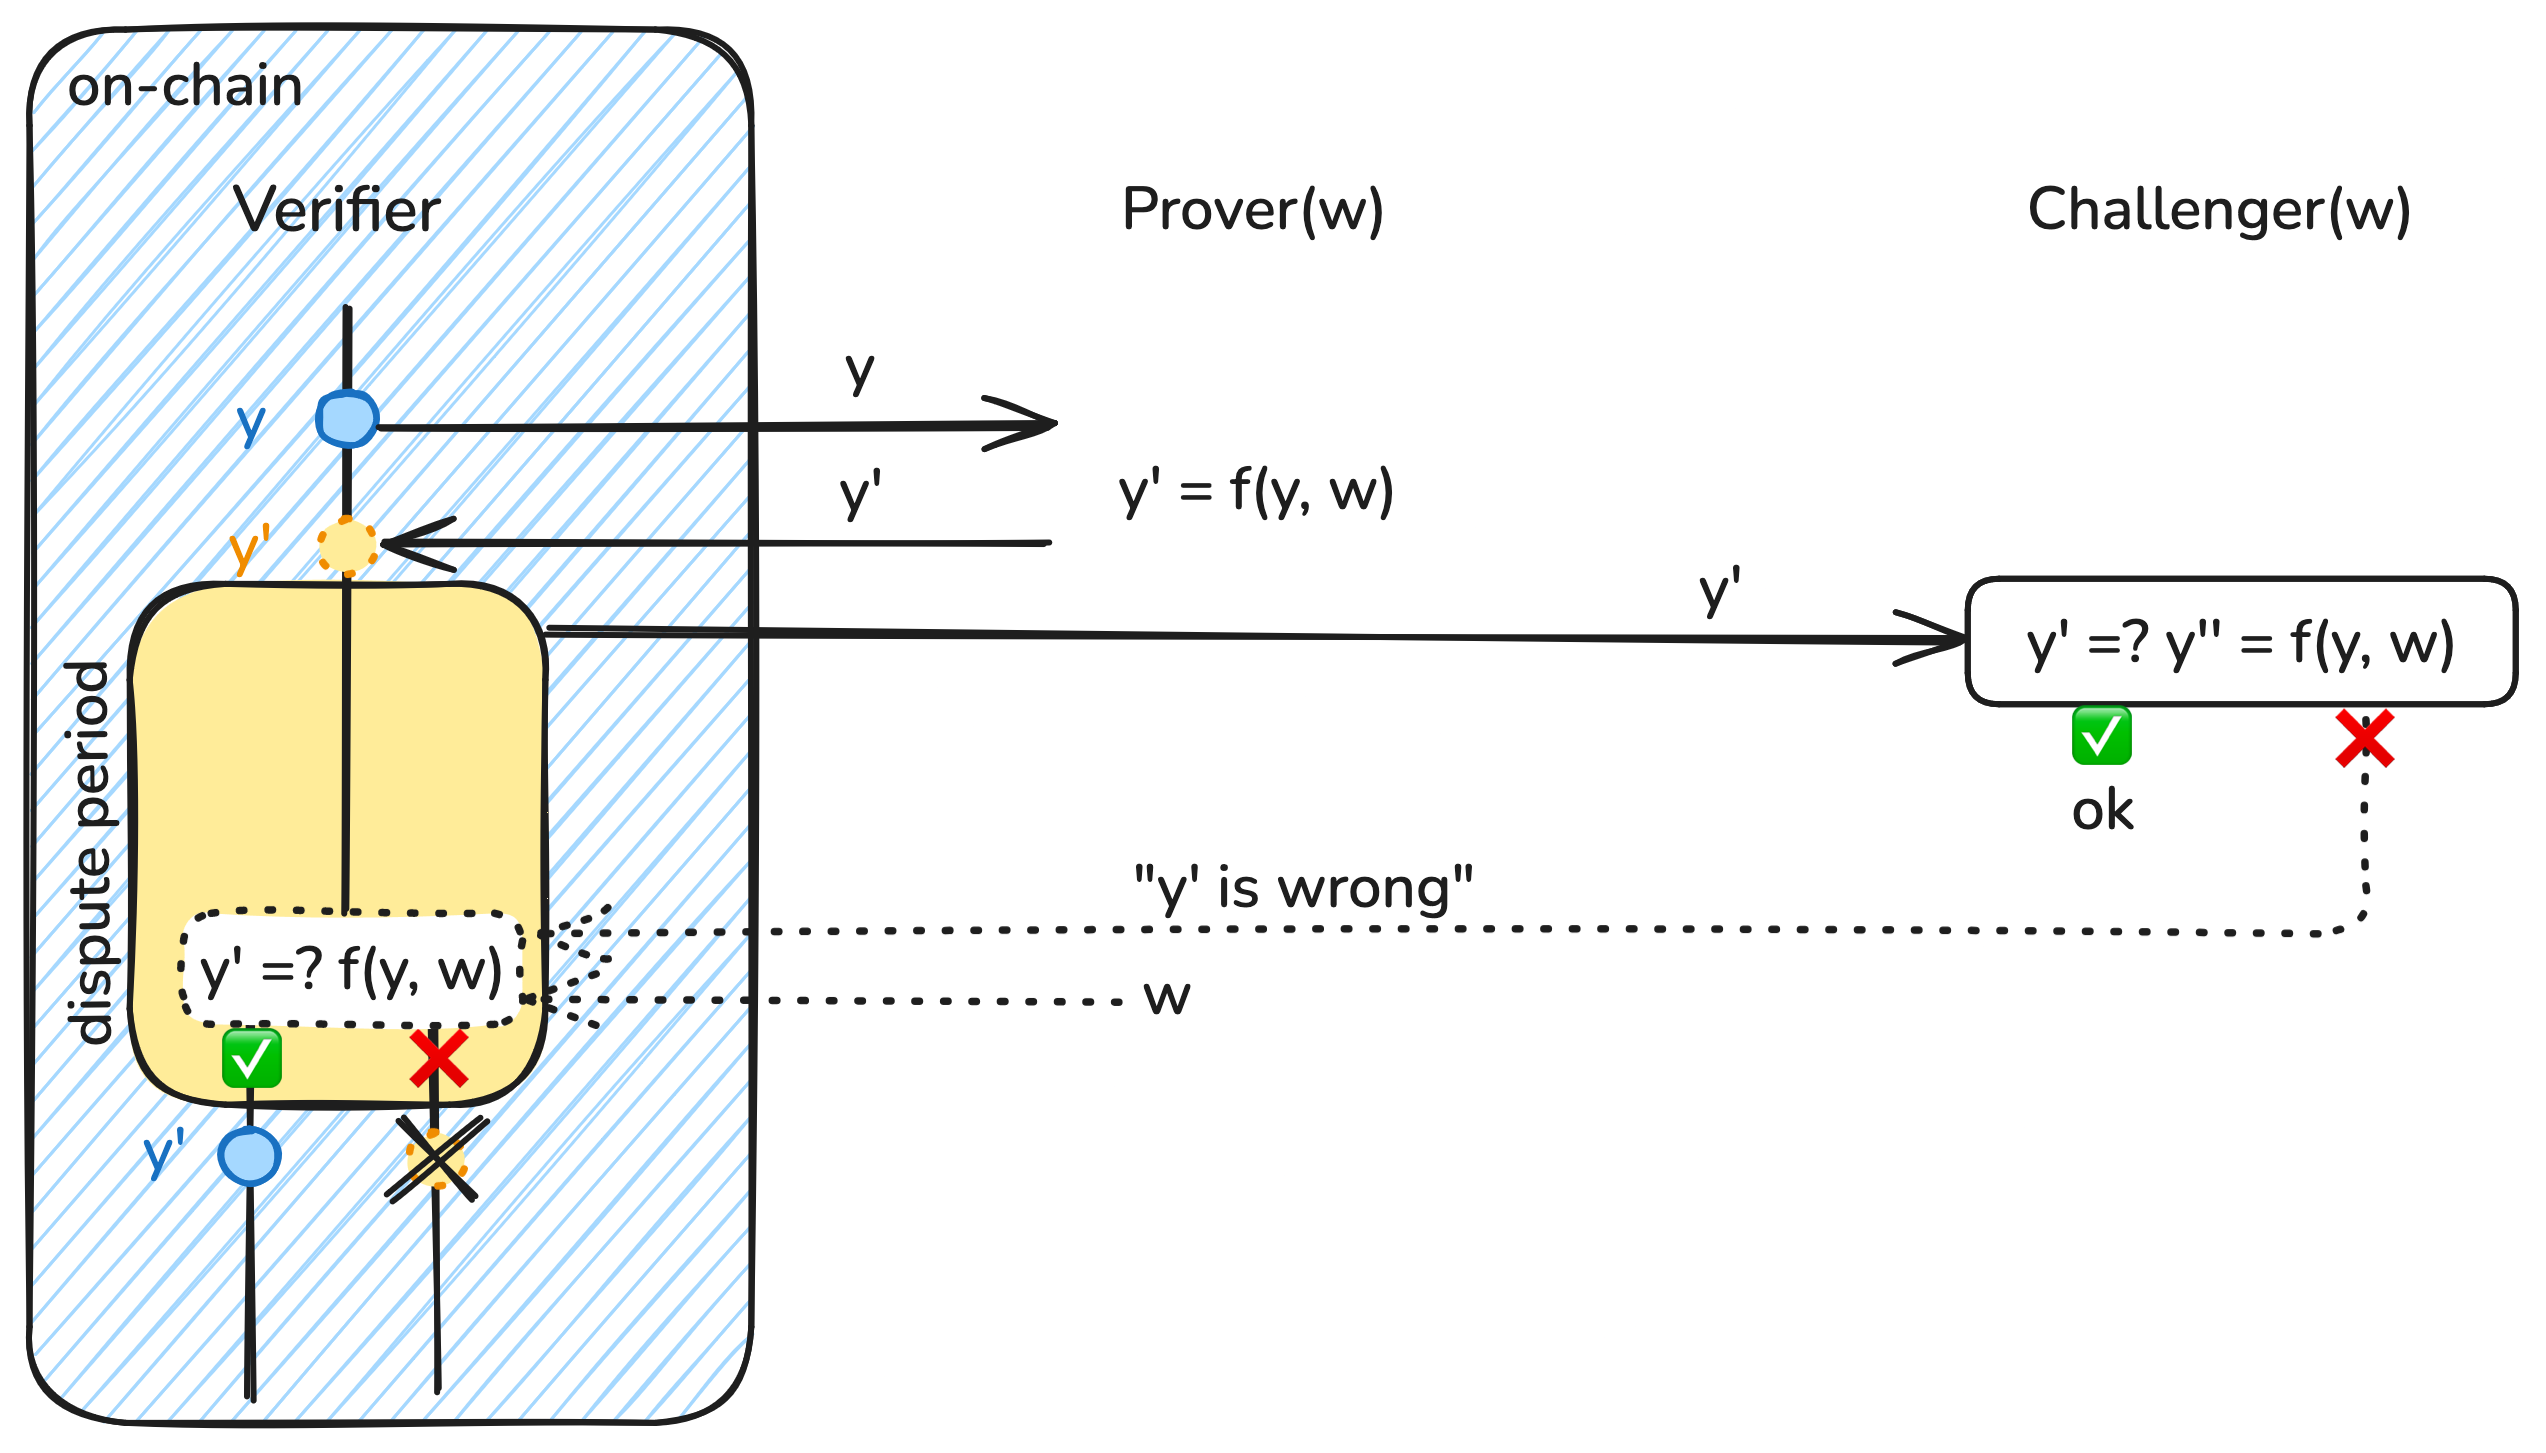 on-chain
Verifier
Prover(w)
Challenger(w)
y
y
y'
y' = f(y, w)
y'
y'
y' =? y'' = f(y, w)
ok
dispute period
"y' is wrong"
y' =? f(y, w)
w
y'